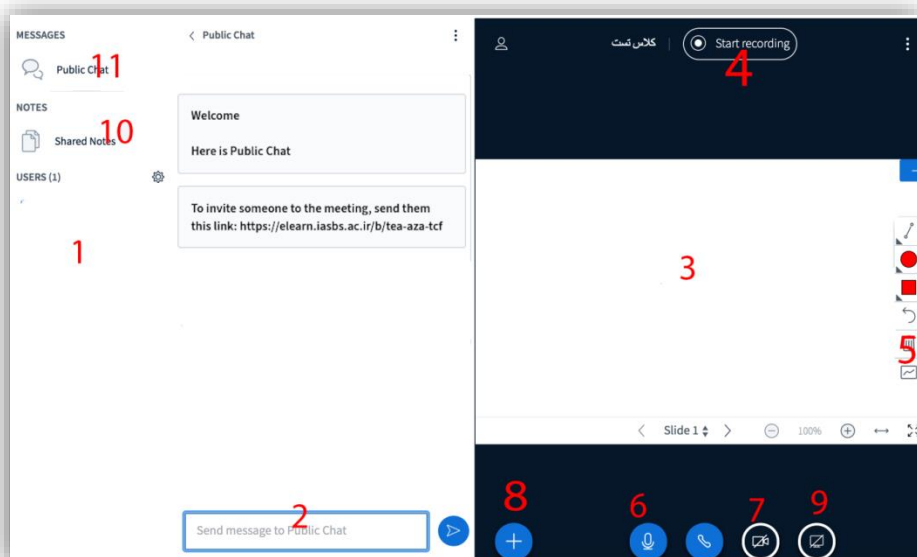 MESSAGES
Public Chat
11
NOTES
Shared Notes
10
USERS (1)
1
Public Chat
Welcome
Here is Public Chat
To invite someone to the meeting, send them
this link: https://elearn.iasbs.ac.ir/b/tea-aza-tcf
2
Send message to Public Chat
کلاس تست
Start recording
4
3
5
Slide 1
100%
8
6
7
9